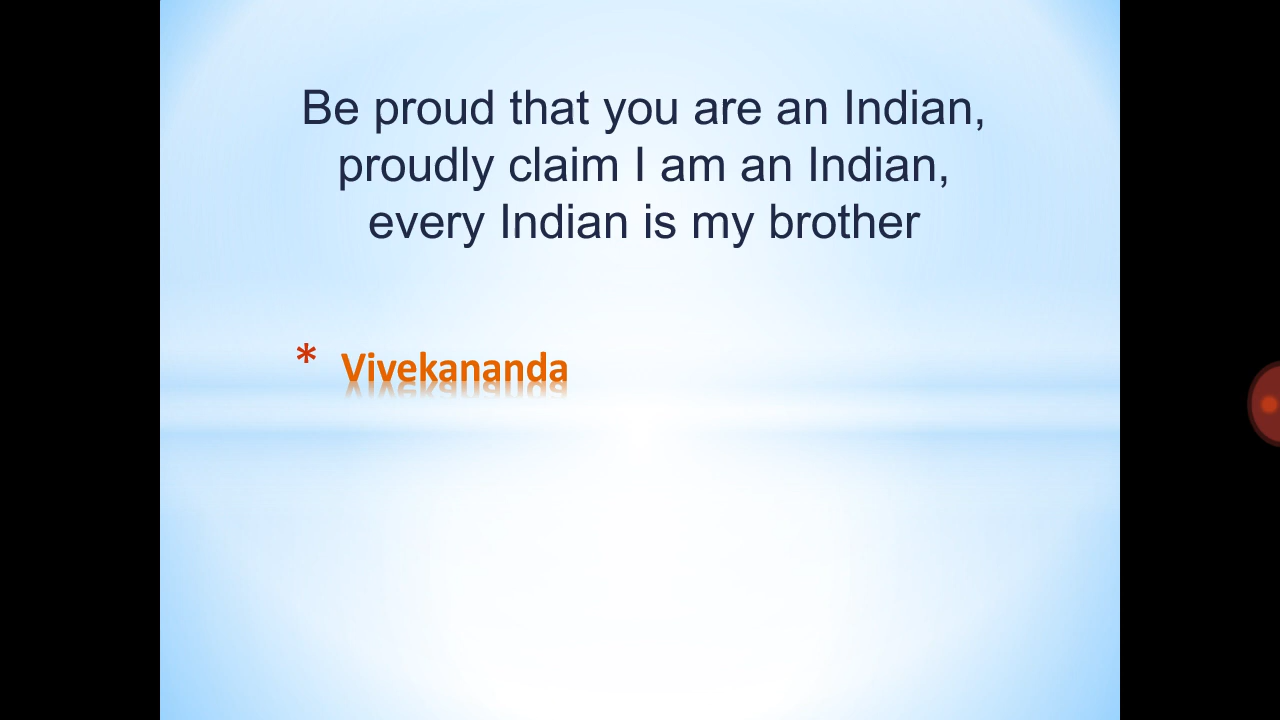 Be proud that you are an Indian,
proudly claim I am an Indian,
every Indian is my brother
* Vivekananda